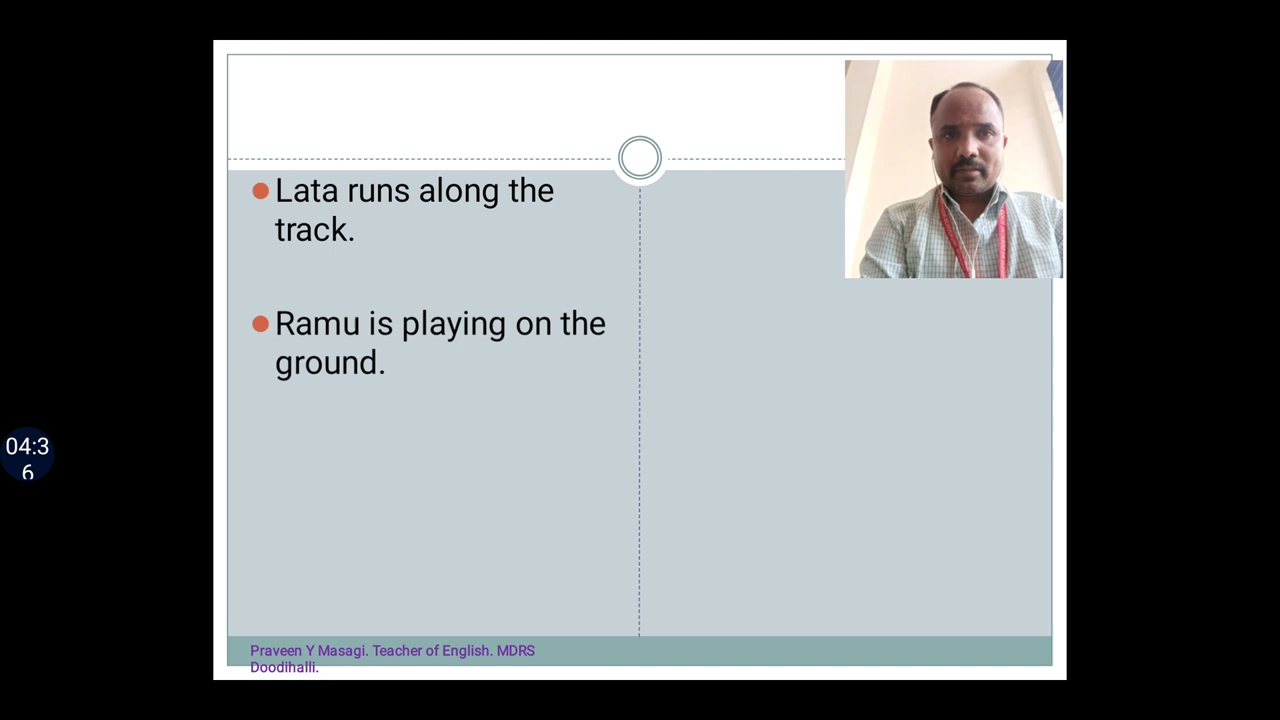 Lata runs along the
track.
Ramu is playing on the
ground.
04:3
6
Praveen Y Masagi. Teacher of English. MDRS
Doodihalli.